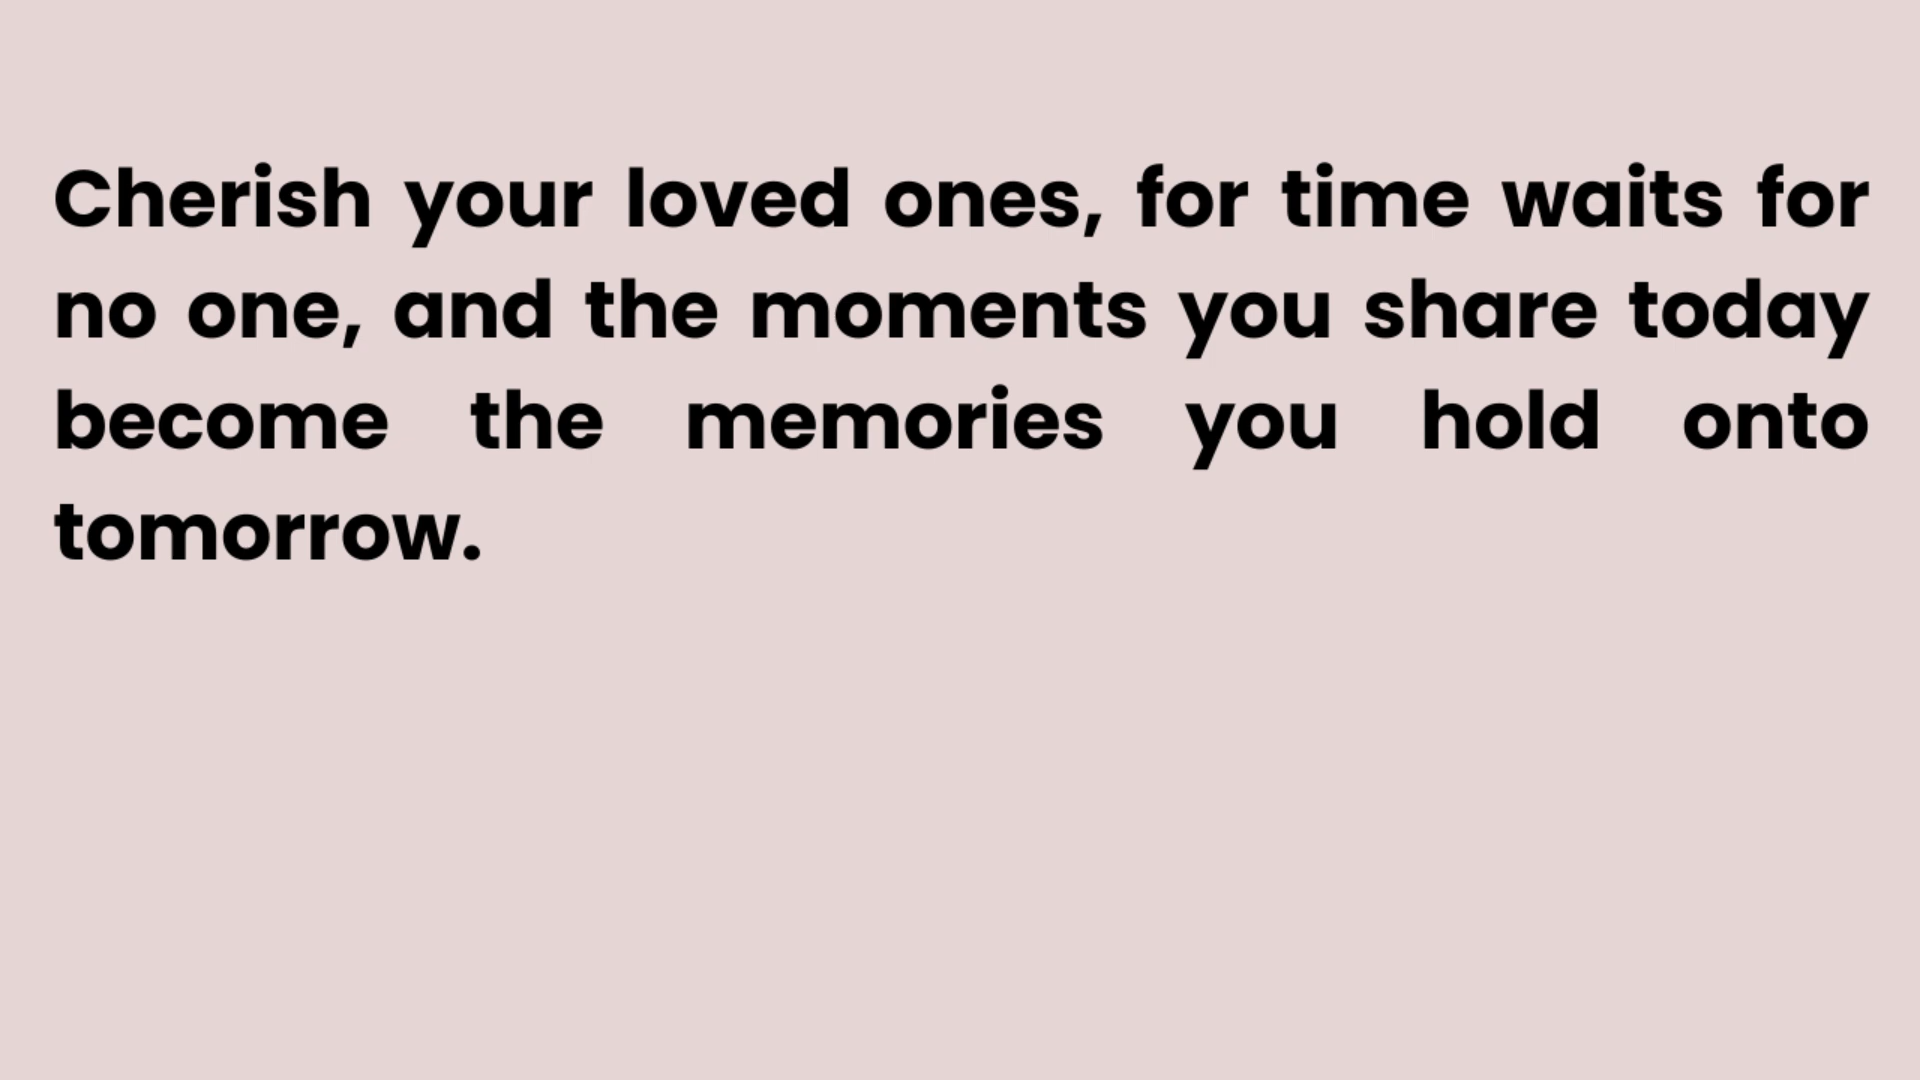 Cherish your loved ones, for time waits for
no one, and the moments you share today
become the memories you hold onto
tomorrow.